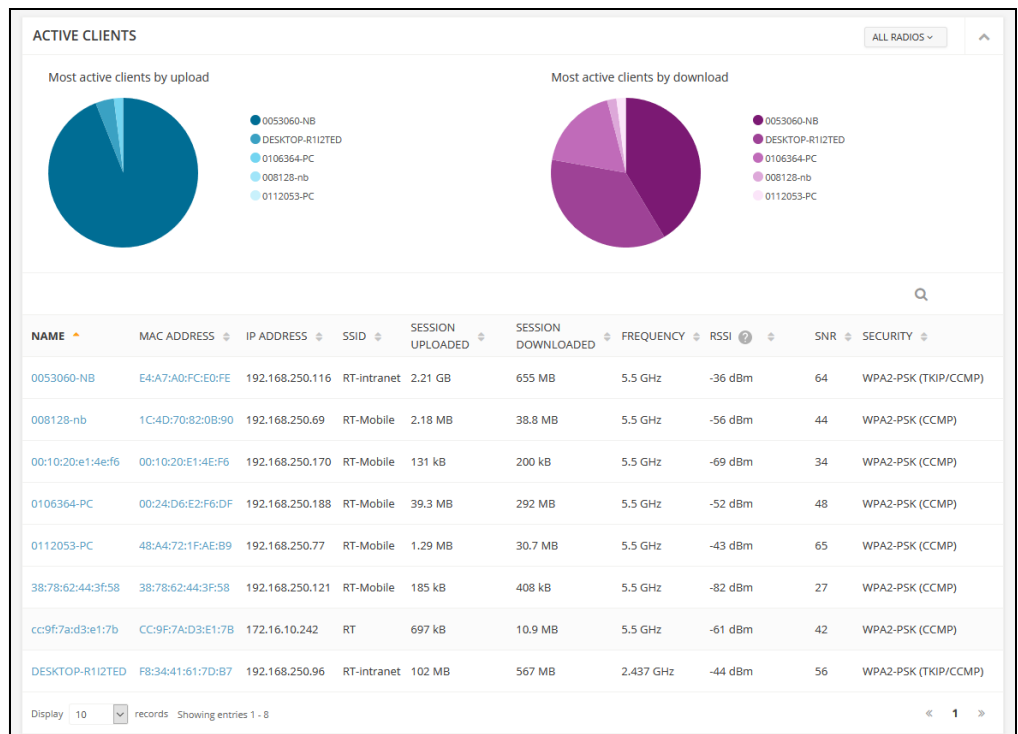 ACTIVE CLIENTS
ALL RADIOS
Most active clients by upload
0053060-NB
DESKTOP-R1I2TED
0106364-PC
008128-nb
0112053-PC
Most active clients by download
0053060-NB
DESKTOP-R1I2TED
0106364-PC
008128-nb
0112053-PC
NAME MAC ADDRESS IP ADDRESS SSID SESSION UPLOADED SESSION DOWNLOADED FREQUENCY RSSI ? SNR SECURITY
0053060-NB E4:A7:A0:FC:E0:FE 192.168.250.116 RT-intranet 2.21 GB 655 MB 5.5 GHz -36 dBm 64 WPA2-PSK (TKIP/CCMP)
008128-nb 1C:4D:70:82:0B:90 192.168.250.69 RT-Mobile 2.18 MB 38.8 MB 5.5 GHz -56 dBm 44 WPA2-PSK (CCMP)
00:10:20:e1:4e:f6 00:10:20:E1:4E:F6 192.168.250.170 RT-Mobile 131 kB 200 kB 5.5 GHz -69 dBm 34 WPA2-PSK (CCMP)
0106364-PC 00:24:D6:E2:F6:DF 192.168.250.188 RT-Mobile 39.3 MB 292 MB 5.5 GHz -52 dBm 48 WPA2-PSK (CCMP)
0112053-PC 48:A4:72:1F:AE:B9 192.168.250.77 RT-Mobile 1.29 MB 30.7 MB 5.5 GHz -43 dBm 65 WPA2-PSK (CCMP)
38:78:62:44:3f:58 38:78:62:44:3F:58 192.168.250.121 RT-Mobile 185 kB 408 kB 5.5 GHz -82 dBm 27 WPA2-PSK (CCMP)
cc:9f:7a:d3:e1:7b CC:9F:7A:D3:E1:7B 172.16.10.242 RT 697 kB 10.9 MB 5.5 GHz -61 dBm 42 WPA2-PSK (CCMP)
DESKTOP-R1I2TED F8:34:41:61:7D:B7 192.168.250.96 RT-intranet 102 MB 567 MB 2.437 GHz -44 dBm 56 WPA2-PSK (TKIP/CCMP)
Display 10 records Showing entries 1 - 8 « 1 »